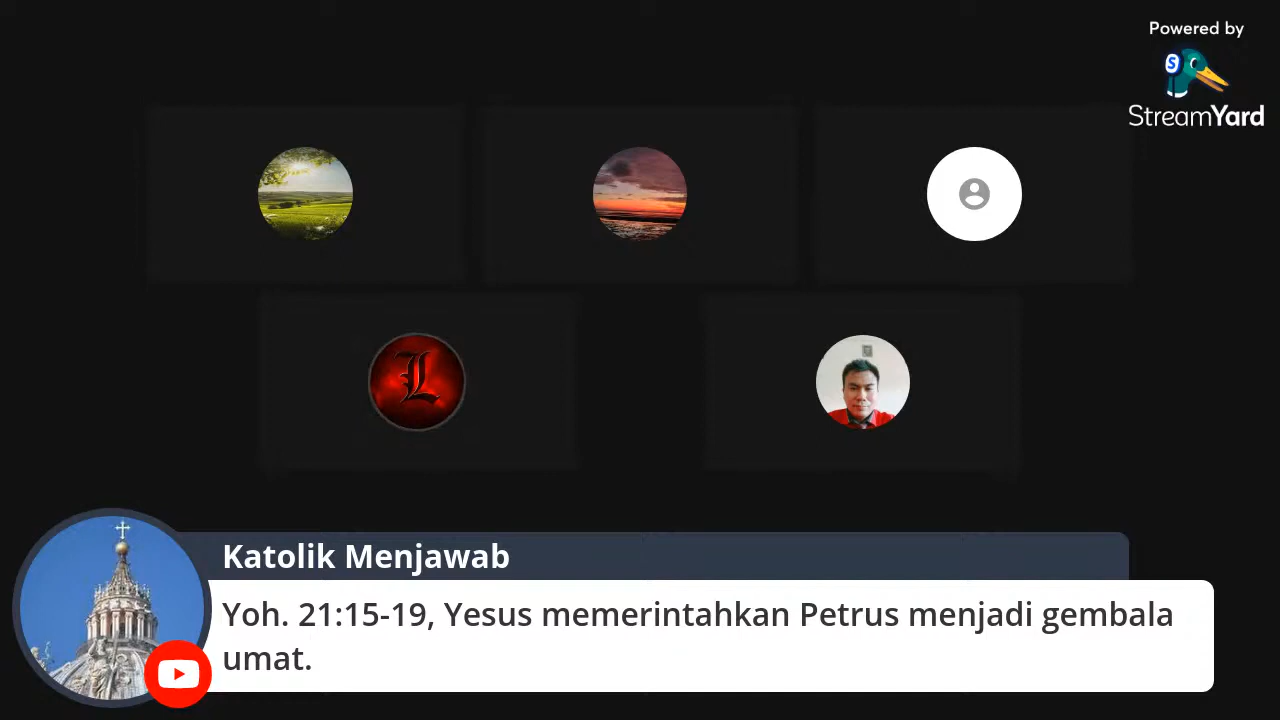 Powered by
S
StreamYard
L
Katolik Menjawab
Yoh. 21:15-19, Yesus memerintahkan Petrus menjadi gembala
umat.